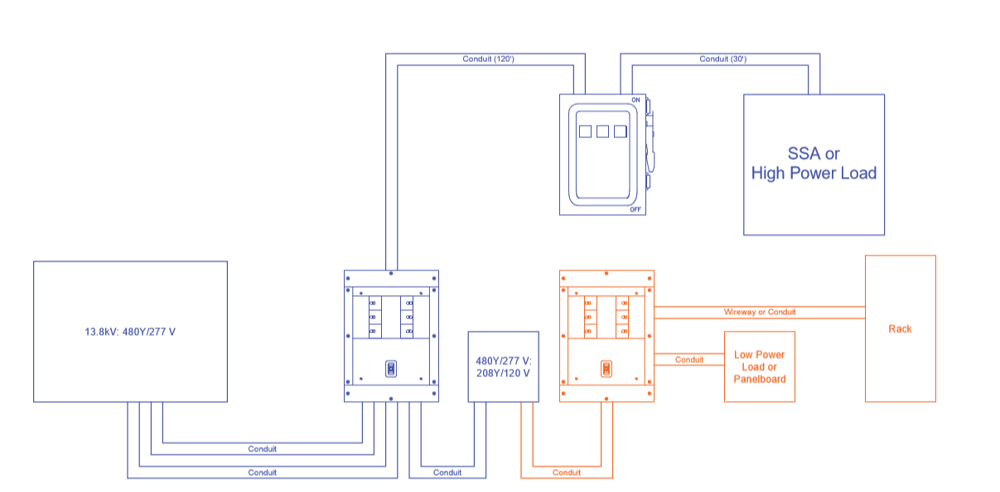 Conduit (120')
Conduit (30')
ON
SSA or
High Power Load
OFF
13.8kV: 480Y/277 V
480Y/277 V:
208Y/120 V
Wireway or Conduit
Rack
Conduit
Low Power
Load or
Panelboard
Conduit
Conduit
Conduit
Conduit